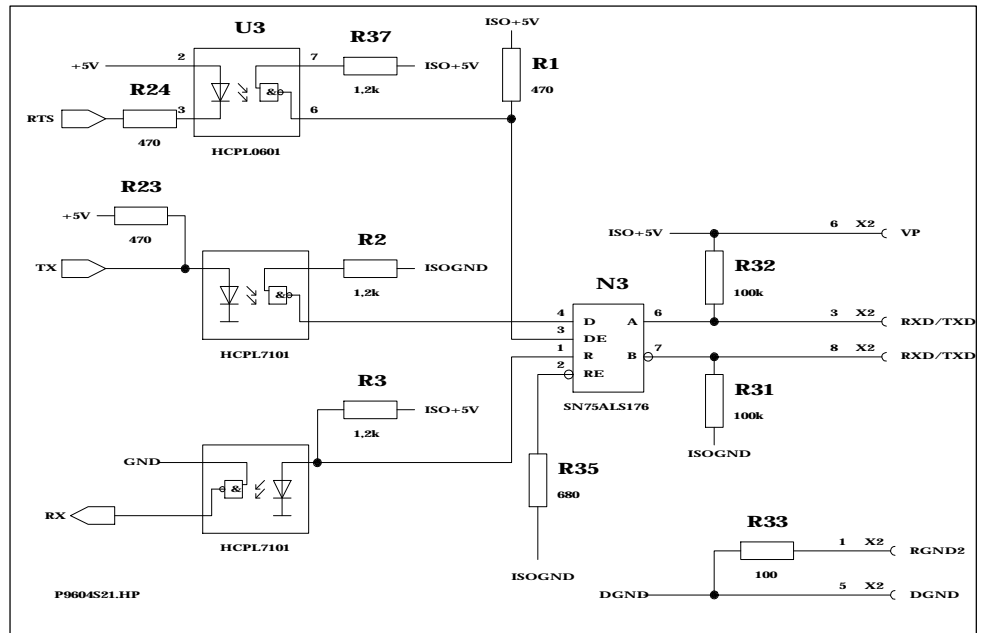 U3
ISO+5V
2
7
R37
+5V
ISO+5V
R1
470
1,2k
R24
3
&
6
RTS
470
HCPL0601
R23
+5V
470
R2
TX
ISOGND
1,2k
&
HCPL7101
ISO+5V
6 X2 VP
R32
100k
N3
4 D A 6
3 X2 RXD/TXD
3 DE
1 R B 7
8 X2 RXD/TXD
2 RE
SN75ALS176
R31
100k
ISOGND
R3
ISO+5V
1,2k
GND
&
RX
HCPL7101
R35
680
ISOGND
R33
100
1 X2 RGND2
DGND
5 X2 DGND
P9604S21.HP